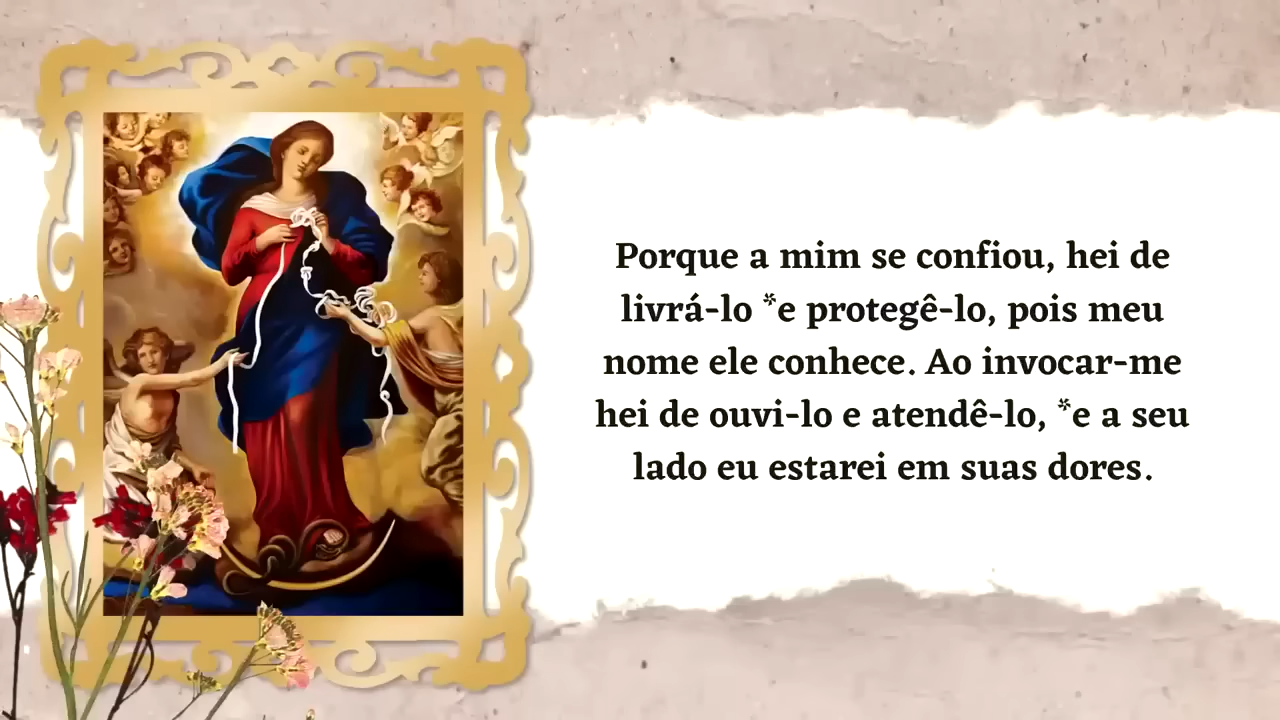 Porque a mim se confiou, hei de
livrá-lo *e protegê-lo, pois meu
nome ele conhece. Ao invocar-me
hei de ouvi-lo e atendê-lo, *e a seu
lado eu estarei em suas dores.